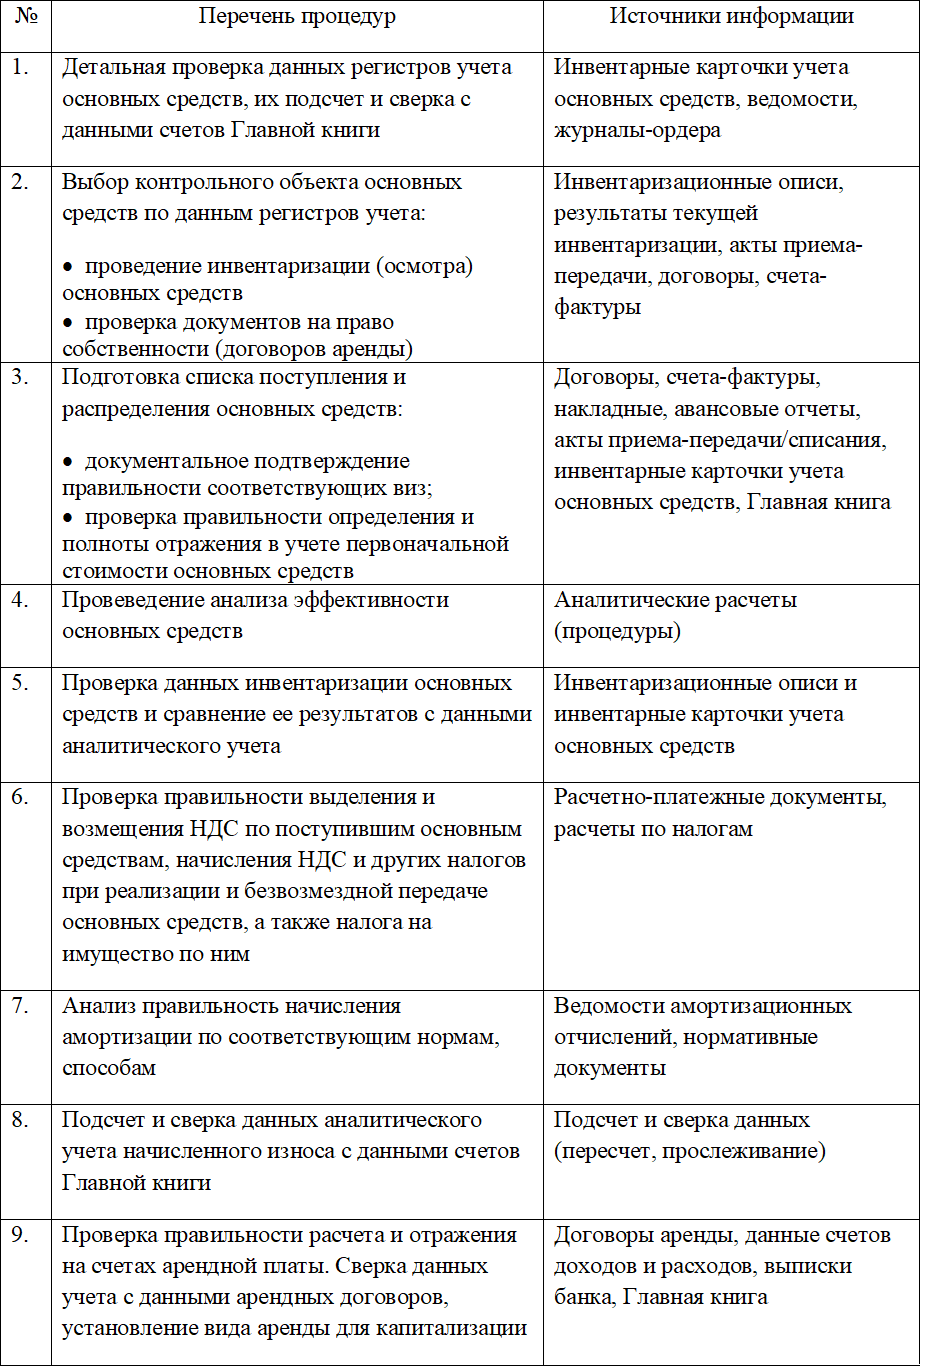 № Перечень процедур Источники информации
1. Детальная проверка данных регистров учета
основных средств, их подсчет и сверка с
данными счетов Главной книги
Инвентарные карточки учета
основных средств, ведомости,
журналы-ордера
2. Выбор контрольного объекта основных
средств по данным регистров учета:
• проведение инвентаризации (осмотра)
основных средств
• проверка документов на право
собственности (договоров аренды)
Инвентаризационные описи,
результаты текущей
инвентаризации, акты приема-
передачи, договоры, счета-
фактуры
3. Подготовка списка поступления и
распределения основных средств:
• документальное подтверждение
правильности соответствующих виз;
• проверка правильности определения и
полноты отражения в учете первоначальной
стоимости основных средств
Договоры, счета-фактуры,
накладные, авансовые отчеты,
акты приема-передачи/списания,
инвентарные карточки учета
основных средств, Главная книга
4. Провеведение анализа эффективности
основных средств
Аналитические расчеты
(процедуры)
5. Проверка данных инвентаризации основных
средств и сравнение ее результатов с данными
аналитического учета
Инвентаризационные описи и
инвентарные карточки учета
основных средств
6. Проверка правильности выделения и
возмещения НДС по поступившим основным
средствам, начисления НДС и других налогов
при реализации и безвозмездной передаче
основных средств, а также налога на
имущество по ним
Расчетно-платежные документы,
расчеты по налогам
7. Анализ правильность начисления
амортизации по соответствующим нормам,
способам
Ведомости амортизационных
отчислений, нормативные
документы
8. Подсчет и сверка данных аналитического
учета начисленного износа с данными счетов
Главной книги
Подсчет и сверка данных
(пересчет, прослеживание)
9. Проверка правильности расчета и отражения
на счетах арендной платы. Сверка данных
учета с данными арендных договоров,
установление вида аренды для капитализации
Договоры аренды, данные счетов
доходов и расходов, выписки
банка, Главная книга